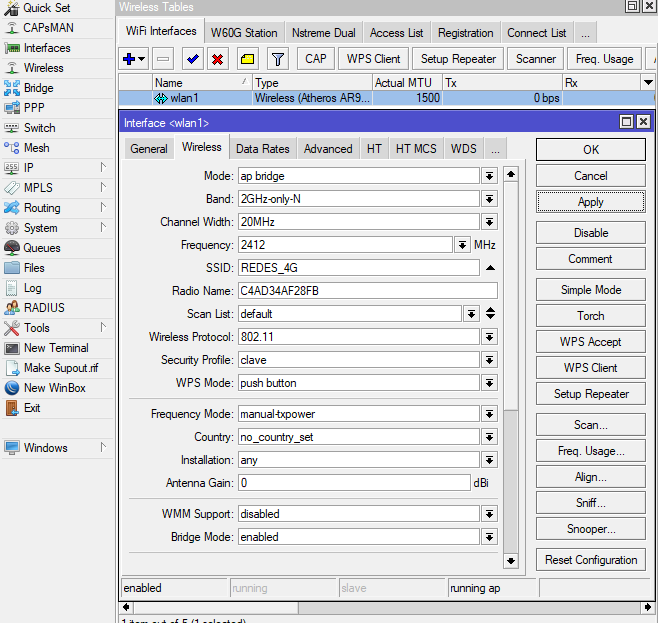 Quick Set
CAPsMAN
Interfaces
Wireless
Bridge
PPP
Switch
Mesh
IP
MPLS
Routing
System
Queues
Files
Log
RADIUS
Tools
New Terminal
Make Supout.rif
New WinBox
Exit
Windows
Wireless Tables
WiFi Interfaces W60G Station Nstreme Dual Access List Registration Connect List ...
CAP WPS Client Setup Repeater Scanner Freq. Usage
Name Type Actual MTU Tx Rx
wlan1 Wireless (Atheros AR9... 1500 0 bps
Interface <wlan1>
General Wireless Data Rates Advanced HT HT MCS WDS ...
Mode: ap bridge
Band: 2GHz-only-N
Channel Width: 20MHz
Frequency: 2412 MHz
SSID: REDES_4G
Radio Name: C4AD34AF28FB
Scan List: default
Wireless Protocol: 802.11
Security Profile: clave
WPS Mode: push button
Frequency Mode: manual-txpower
Country: no_country_set
Installation: any
Antenna Gain: 0 dBi
WMM Support: disabled
Bridge Mode: enabled
OK
Cancel
Apply
Disable
Comment
Simple Mode
Torch
WPS Accept
WPS Client
Setup Repeater
Scan...
Freq. Usage...
Align...
Sniff...
Snooper...
Reset Configuration
enabled running slave running ap
1 item out of 5 (1 selected)